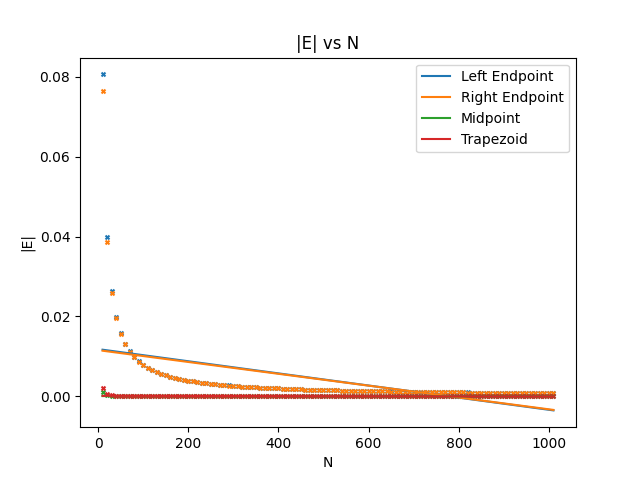 |E| vs N
Left Endpoint
Right Endpoint
Midpoint
Trapezoid
0.08
0.06
0.04
0.02
0.00
|E|
0
200
400
600
800
1000
N